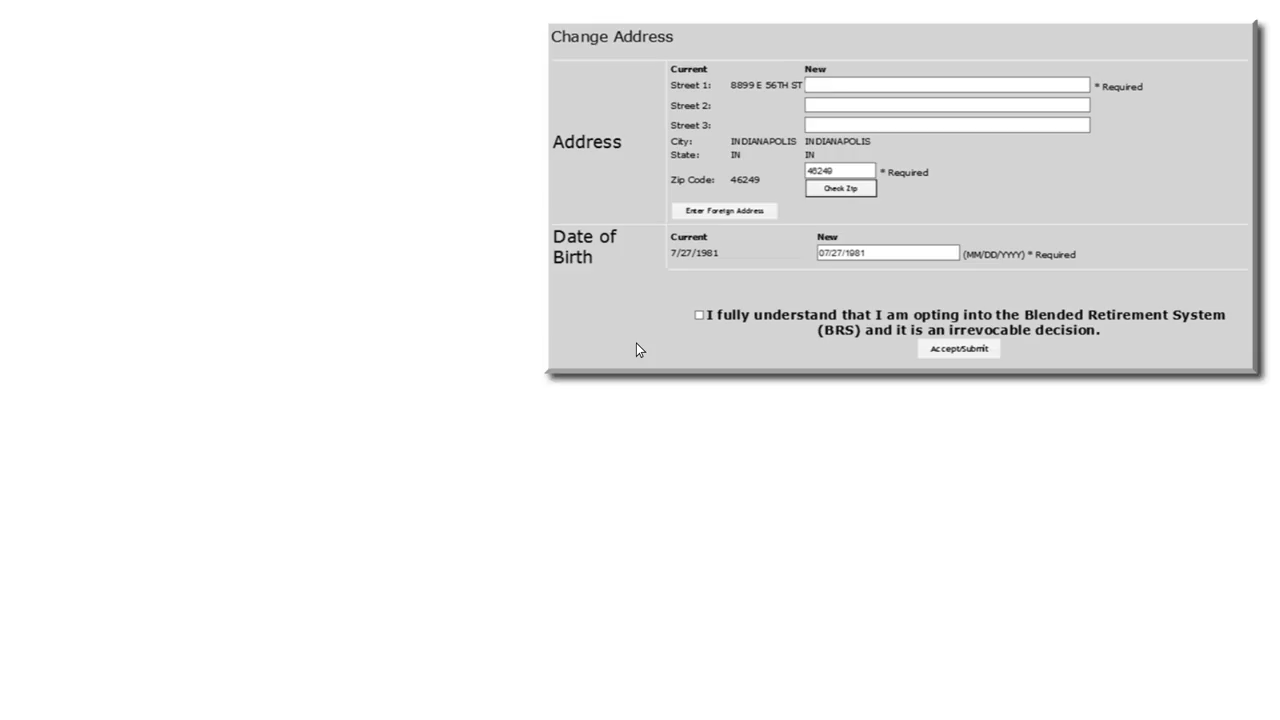 Change Address
Current New
Street 1: 8899 E 56TH ST * Required
Street 2:
Street 3:
Address
City: INDIANAPOLIS INDIANAPOLIS
State: IN IN
Zip Code: 46249 46249 * Required
Check Zip
Enter Foreign Address
Date of Birth
Current New
7/27/1981 07/27/1981 (MM/DD/YYYY) * Required
I fully understand that I am opting into the Blended Retirement System
(BRS) and it is an irrevocable decision.
Accept/Submit